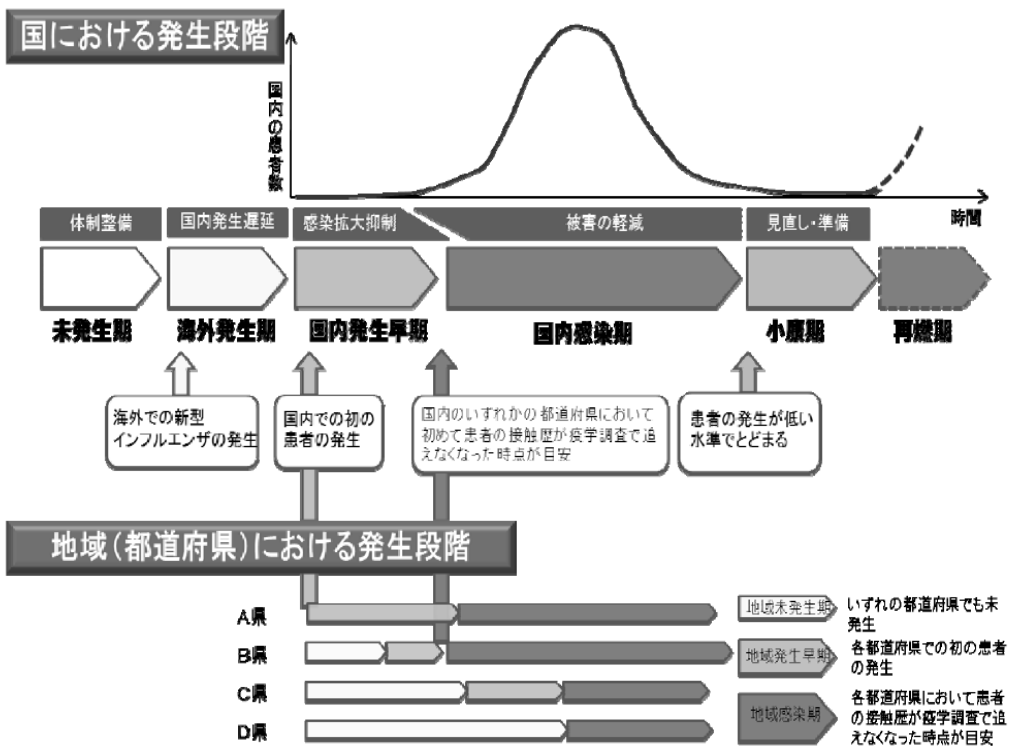 国における発生段階
国内の患者数
時間
体制整備
国内発生遅延
感染拡大抑制
被害の軽減
見直し・準備
未発生期
海外発生期
国内発生早期
国内感染期
小康期
再燃期
海外での新型
インフルエンザの発生
国内での初の
患者の発生
国内のいずれかの都道府県において
初めて患者の接触歴が疫学調査で追
えなくなった時点が目安
患者の発生が低い
水準でとどまる
地域(都道府県)における発生段階
A県
B県
C県
D県
地域未発生期
いずれの都道府県でも未
発生
地域発生早期
各都道府県での初の患者
の発生
地域感染期
各都道府県において患者
の接触歴が疫学調査で追
えなくなった時点が目安